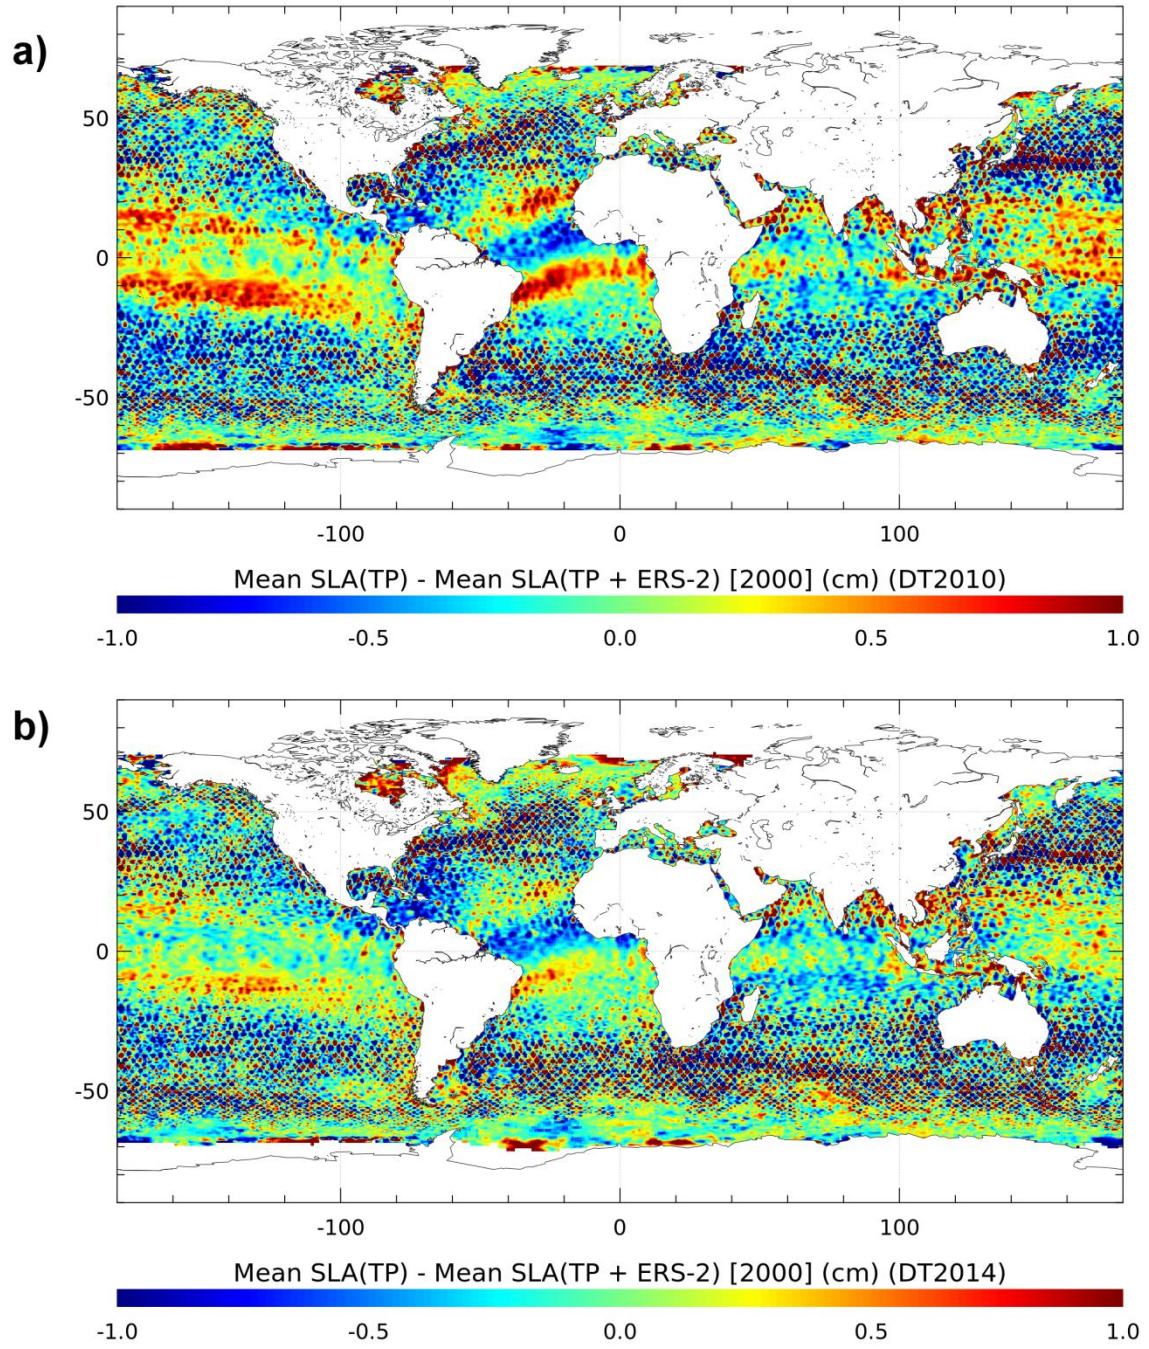 a)
50
0
-50
-100 0 100
Mean SLA(TP) - Mean SLA(TP + ERS-2) [2000] (cm) (DT2010)
-1.0 -0.5 0.0 0.5 1.0
b)
50
0
-50
-100 0 100
Mean SLA(TP) - Mean SLA(TP + ERS-2) [2000] (cm) (DT2014)
-1.0 -0.5 0.0 0.5 1.0